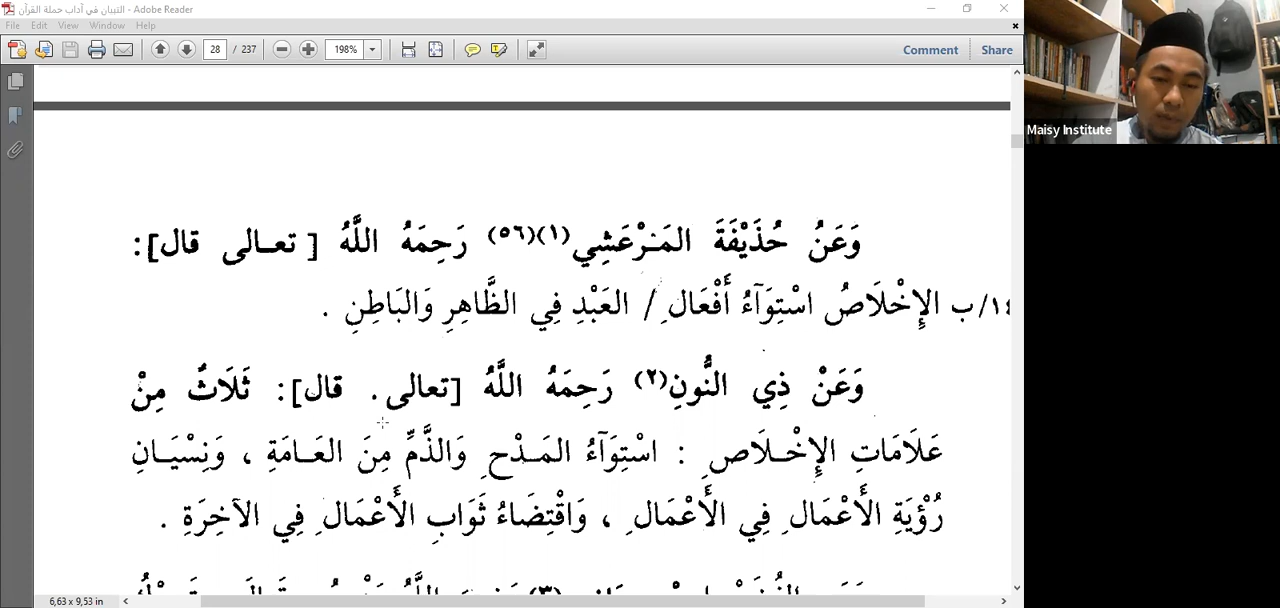 التبيان في آداب حملة القرآن - Adobe Reader
File Edit View Window Help
28 / 237 198% Comment Share
Maisy Institute
وَعَنُ حُذَيْفَةَ المَرْعَشِي(١)(٥٦) رَحِمَهُ اللَّهُ [ تعالى قال]:
١٤/ب الإِخْلَاصُ اسْتِوَآءُ أَفْعَالِ / العَبْدِ فِي الظَّاهِرِ وَالبَاطِنِ .
وَعَنْ ذِي النُّونِ(٢) رَحِمَهُ اللَّهُ [تعالى. قال]: ثَلَاثٌ مِنْ
عَلَامَاتِ الإِخْلَاصِ : اسْتِوَآءُ المَدْحِ وَالذَّمِّ مِنَ العَامَةِ ، وَنِسْيَانِ
رُؤْيَةِ الأَعْمَالِ فِي الأَعْمَالِ ، وَاقْتِضَاءُ ثَوَابِ الأَعْمَالِ فِي الآخِرَةِ .
6,63 x 9,53 in